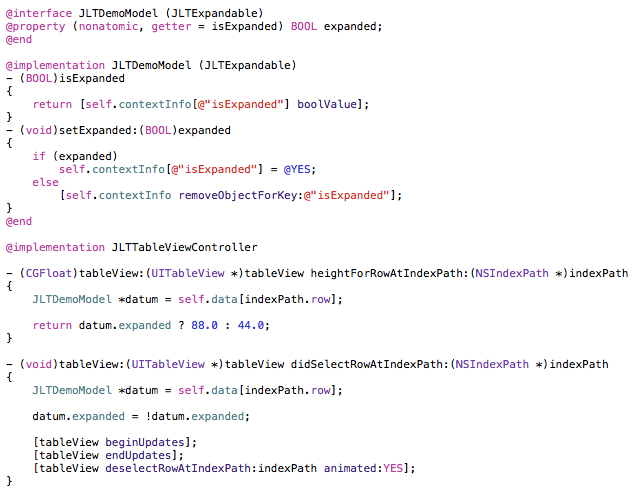 @interface JLTDemoModel (JLTExpandable)
@property (nonatomic, getter = isExpanded) BOOL expanded;
@end

@implementation JLTDemoModel (JLTExpandable)
- (BOOL)isExpanded
{
    return [self.contextInfo[@"isExpanded"] boolValue];
}
- (void)setExpanded:(BOOL)expanded
{
    if (expanded)
        self.contextInfo[@"isExpanded"] = @YES;
    else
        [self.contextInfo removeObjectForKey:@"isExpanded"];
}
@end

@implementation JLTTableViewController

- (CGFloat)tableView:(UITableView *)tableView heightForRowAtIndexPath:(NSIndexPath *)indexPath
{
    JLTDemoModel *datum = self.data[indexPath.row];

    return datum.expanded ? 88.0 : 44.0;
}

- (void)tableView:(UITableView *)tableView didSelectRowAtIndexPath:(NSIndexPath *)indexPath
{
    JLTDemoModel *datum = self.data[indexPath.row];

    datum.expanded = !datum.expanded;

    [tableView beginUpdates];
    [tableView endUpdates];
    [tableView deselectRowAtIndexPath:indexPath animated:YES];
}